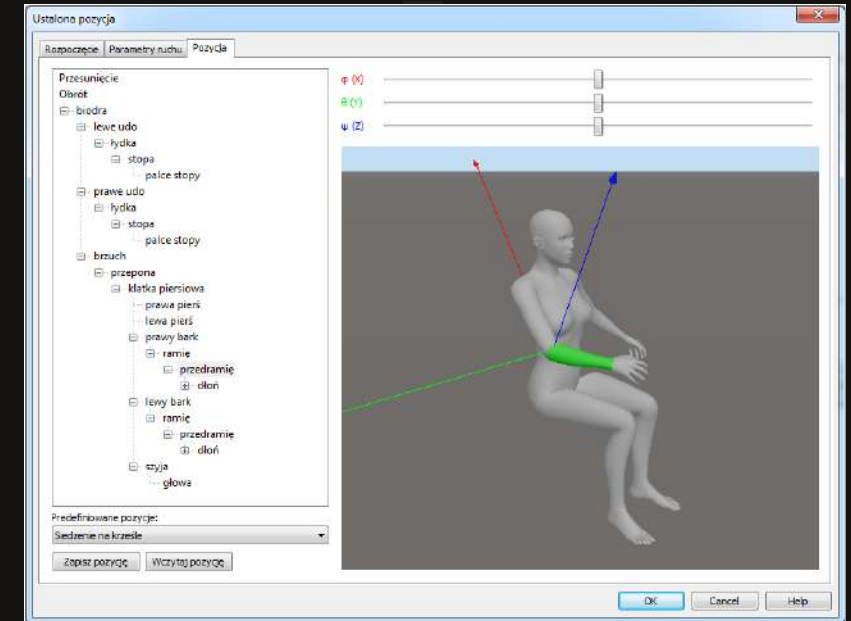 Ustalona pozycja
Rozpoczęcie Parametry ruchu Pozycja
Przesunięcie
Obrót
biodra
lewe udo
łydka
stopa
palce stopy
prawe udo
łydka
stopa
palce stopy
brzuch
przepona
klatka piersiowa
prawa pierś
lewa pierś
prawy bark
ramię
przedramię
dłoń
lewy bark
ramię
przedramię
dłoń
szyja
głowa
Predefiniowane pozycje:
Siedzenie na krześle
Zapisz pozycję Wczytaj pozycję
φ (X)
θ (Y)
ψ (Z)
OK Cancel Help